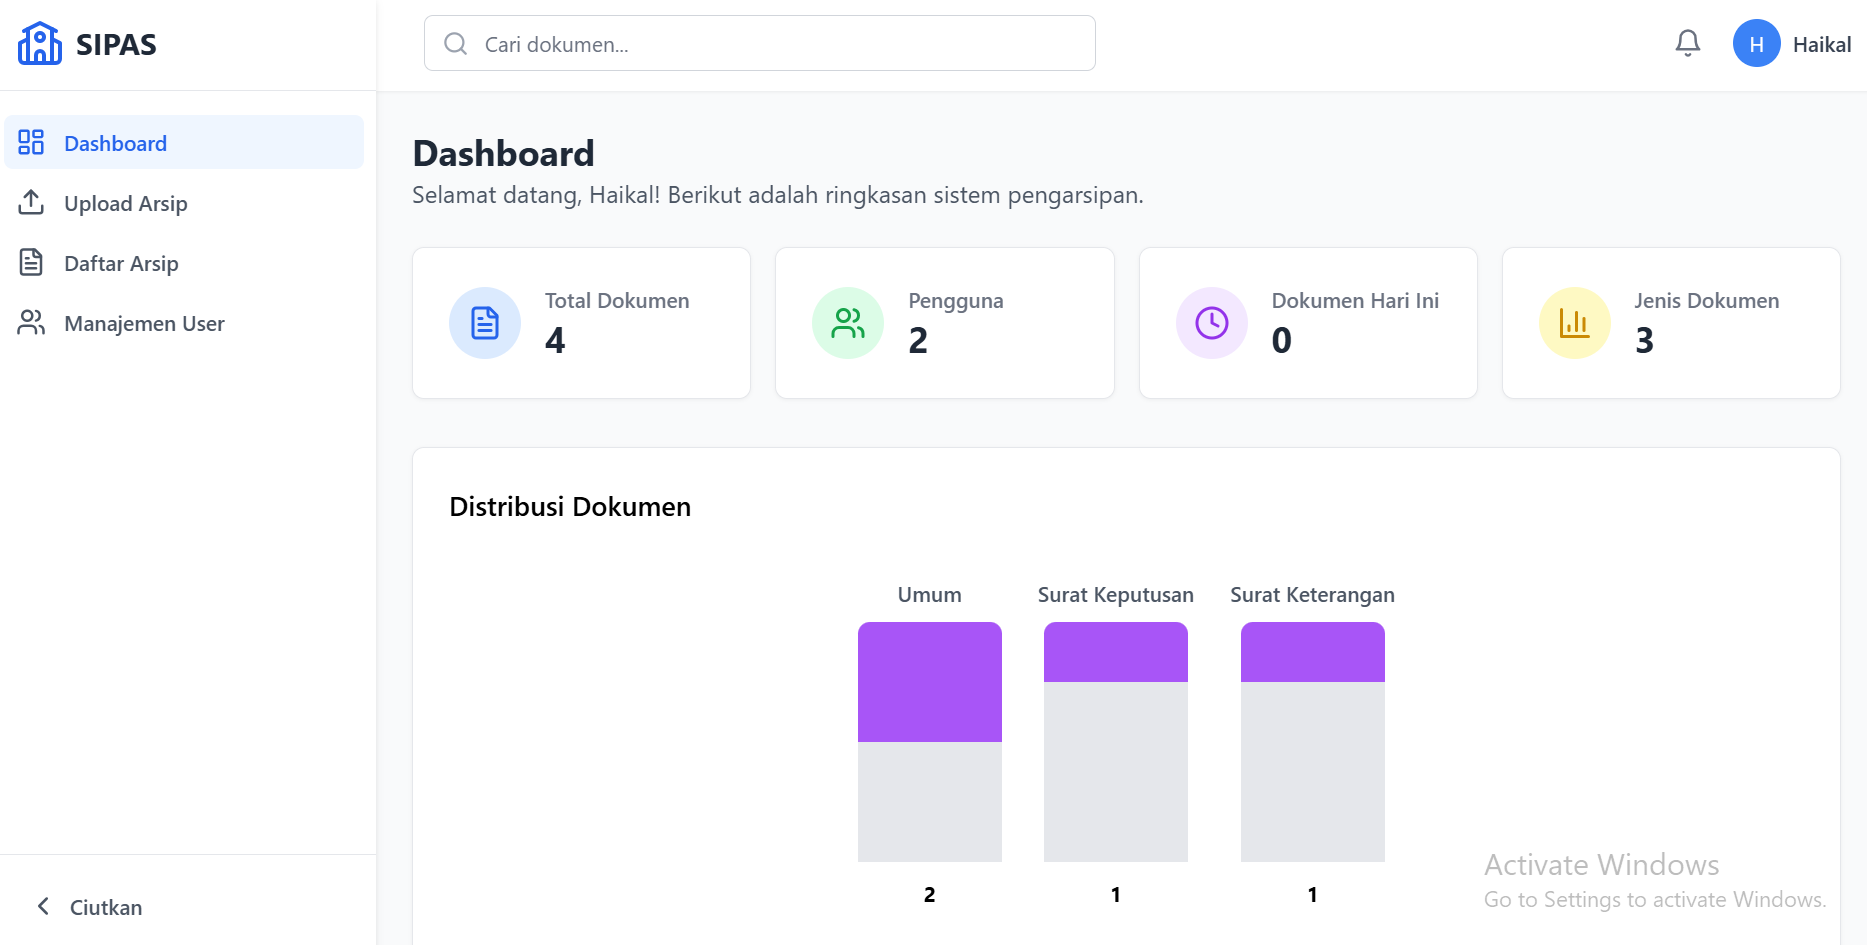 SIPAS
Cari dokumen...
H
Haikal
Dashboard
Upload Arsip
Daftar Arsip
Manajemen User
Ciutkan
Dashboard
Selamat datang, Haikal! Berikut adalah ringkasan sistem pengarsipan.
Total Dokumen
4
Pengguna
2
Dokumen Hari Ini
0
Jenis Dokumen
3
Distribusi Dokumen
Umum
Surat Keputusan
Surat Keterangan
2
1
1
Activate Windows
Go to Settings to activate Windows.